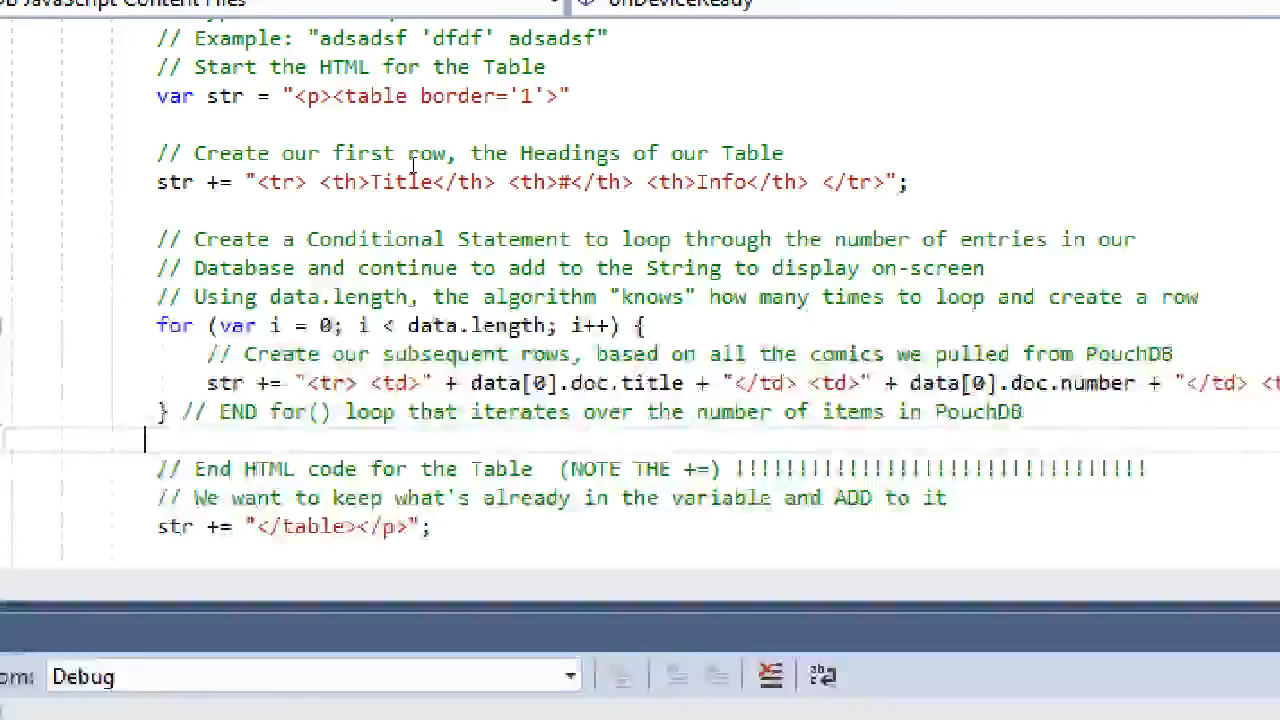 DB JavaScript Content Files
onDeviceReady
// Example: "adsadsf 'dfdf' adsadsf"
// Start the HTML for the Table
var str = "<p><table border='1'>"
// Create our first row, the Headings of our Table
str += "<tr> <th>Title</th> <th>#</th> <th>Info</th> </tr>";
// Create a Conditional Statement to loop through the number of entries in our
// Database and continue to add to the String to display on-screen
// Using data.length, the algorithm "knows" how many times to loop and create a row
for (var i = 0; i < data.length; i++) {
// Create our subsequent rows, based on all the comics we pulled from PouchDB
str += "<tr> <td>" + data[0].doc.title + "</td> <td>" + data[0].doc.number + "</td> <t
} // END for() loop that iterates over the number of items in PouchDB
// End HTML code for the Table  (NOTE THE +=) !!!!!!!!!!!!!!!!!!!!!!!!!!!!!!!!!
// We want to keep what's already in the variable and ADD to it
str += "</table></p>";
om: Debug